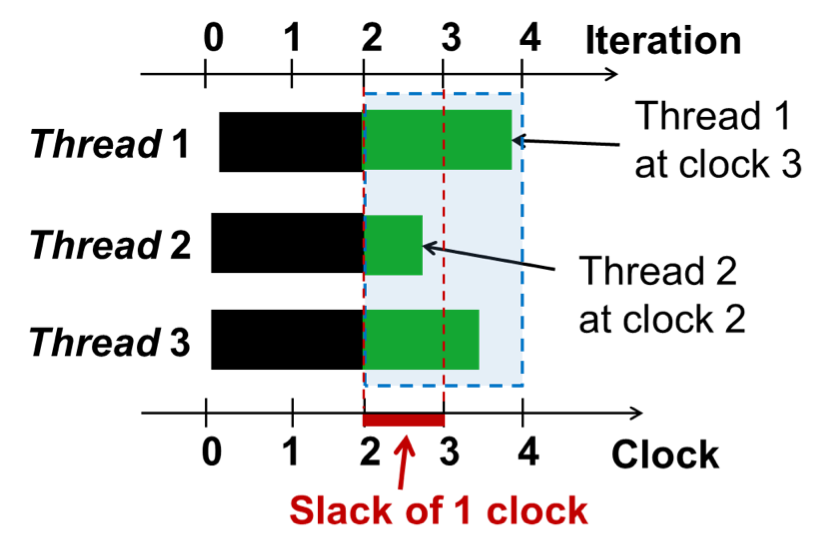 0 1 2 3 4 Iteration
Thread 1
Thread 1
at clock 3
Thread 2
Thread 2
at clock 2
Thread 3
0 1 2 3 4 Clock
Slack of 1 clock